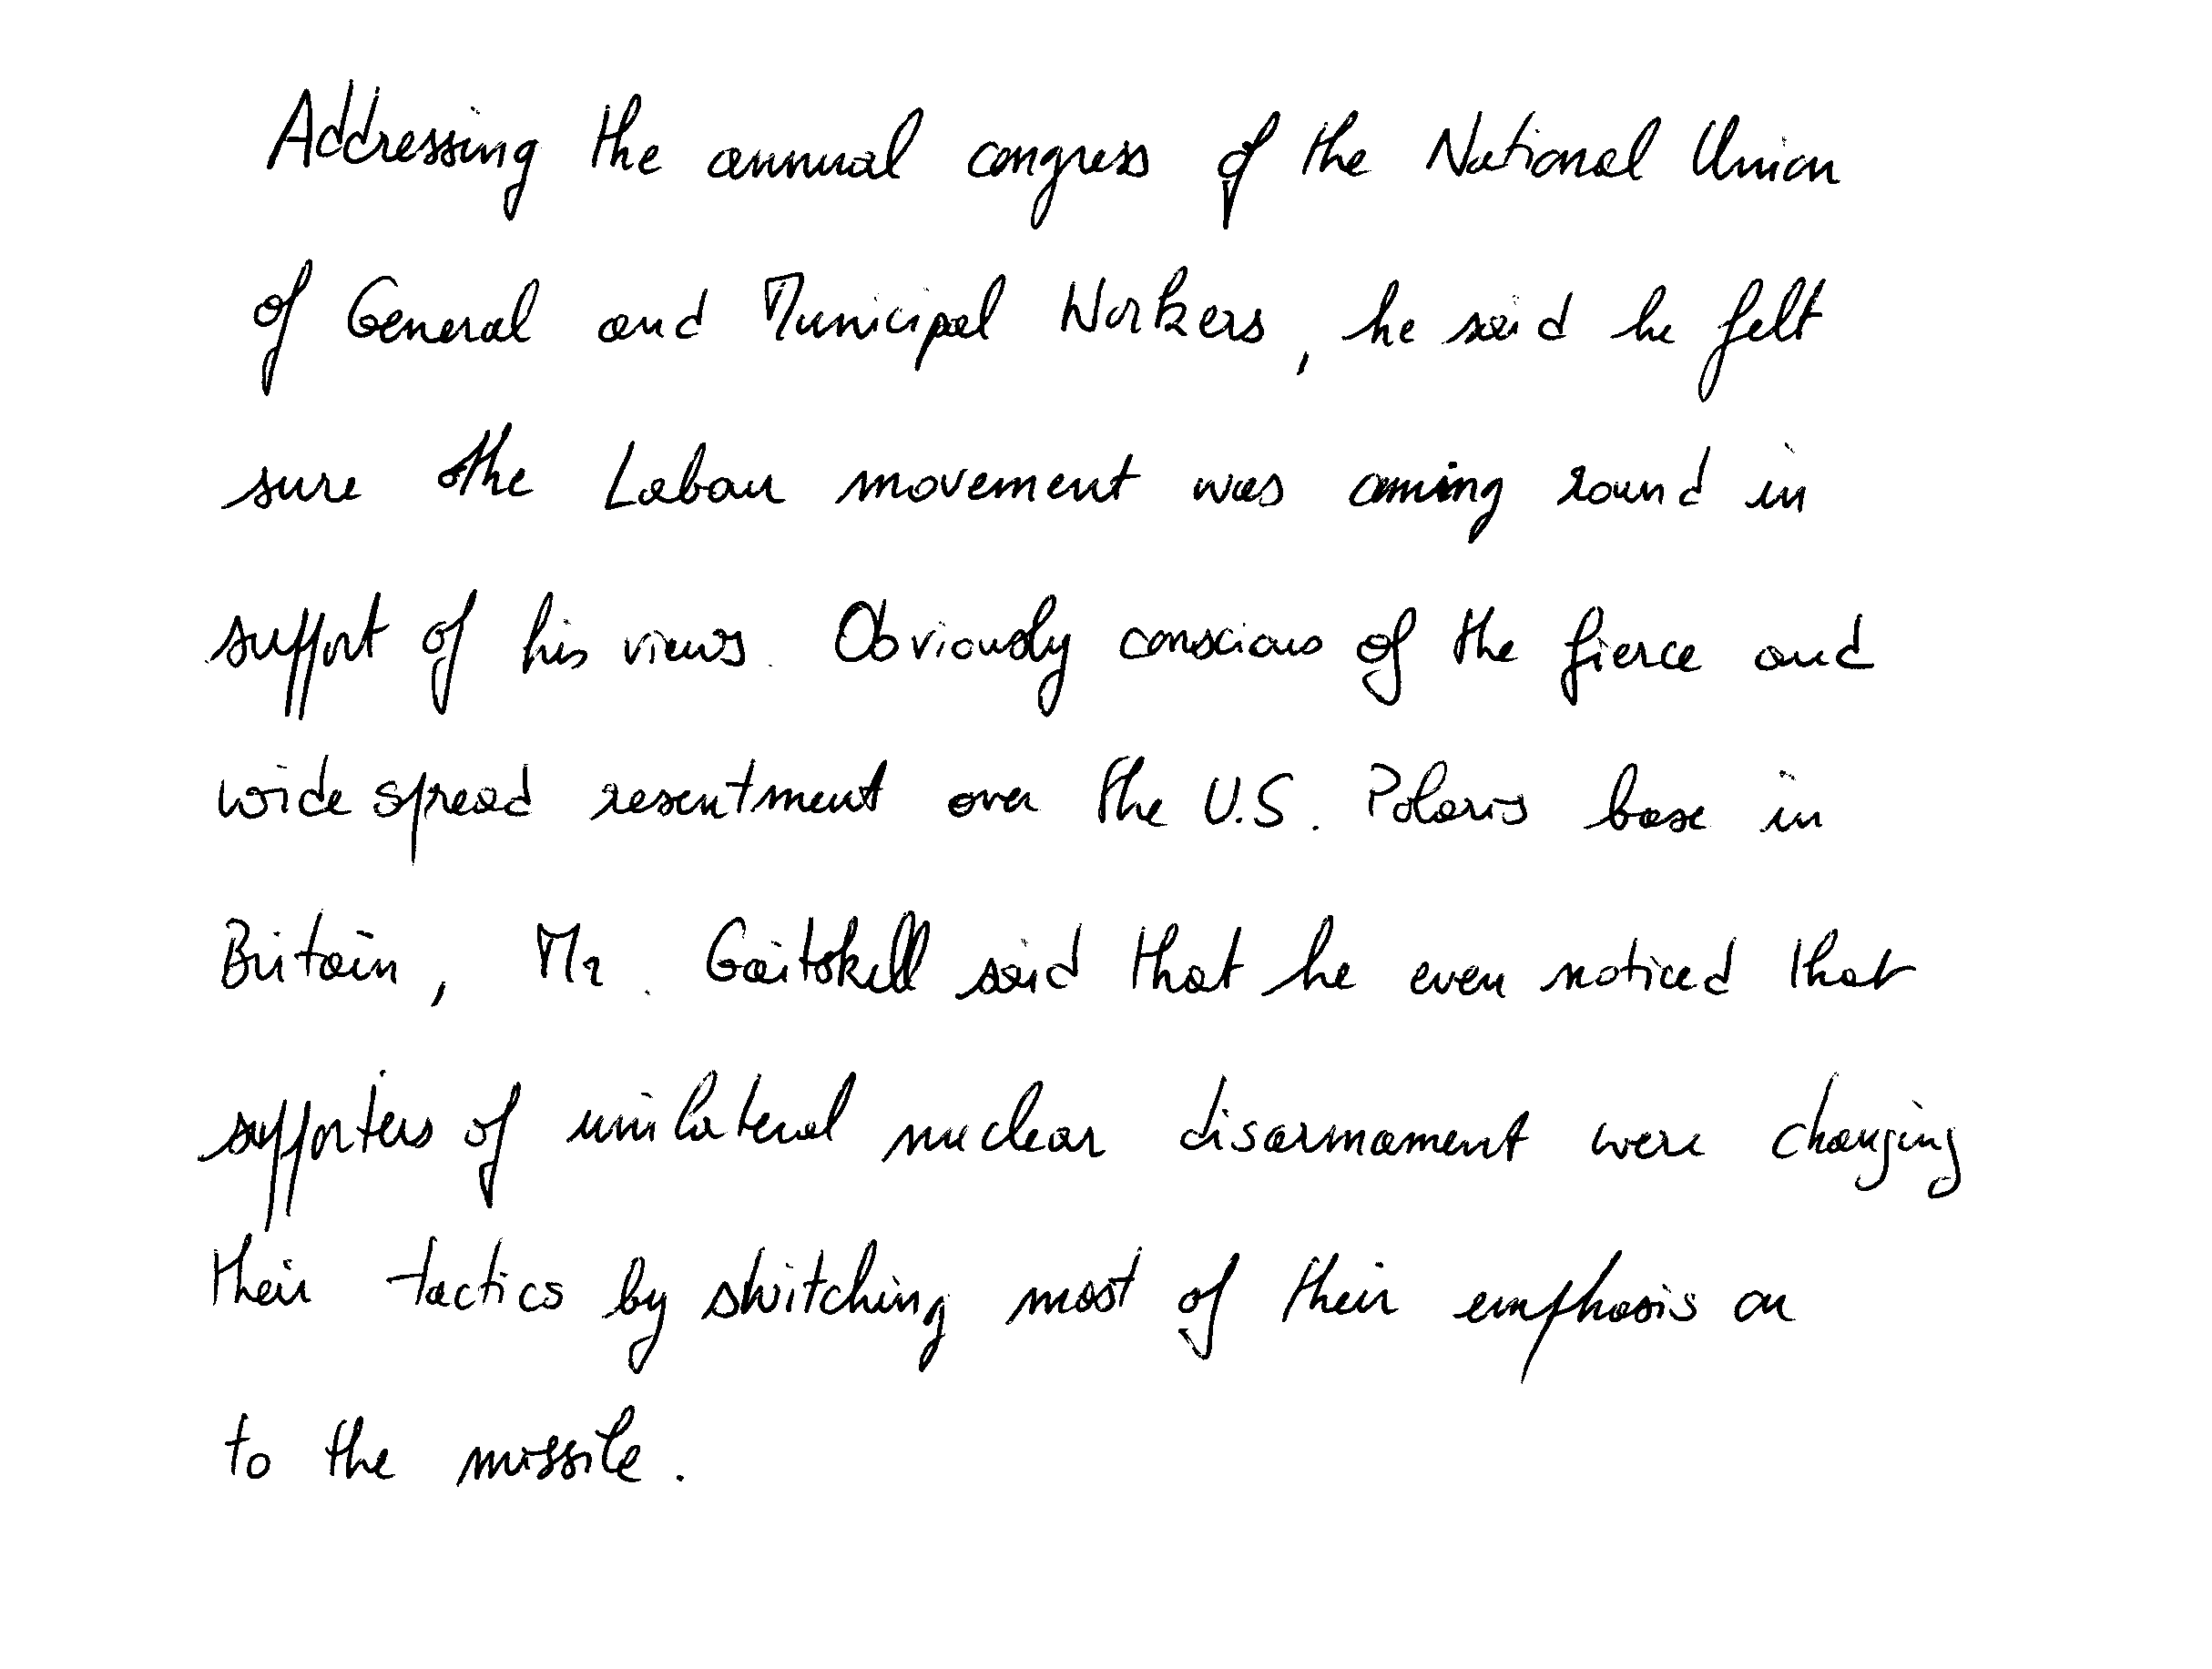 Addressing the annual congress of the National Union
of General and Municipal Workers, he said he felt
sure the Labour movement was coming round in
support of his views. Obviously conscious of the fierce and
widespread resentment over the U.S. Polaris base in
Britain, Mr. Gaitskell said that he even noticed that
supporters of unilateral nuclear disarmament were changing
their tactics by switching most of their emphasis on
to the missile.